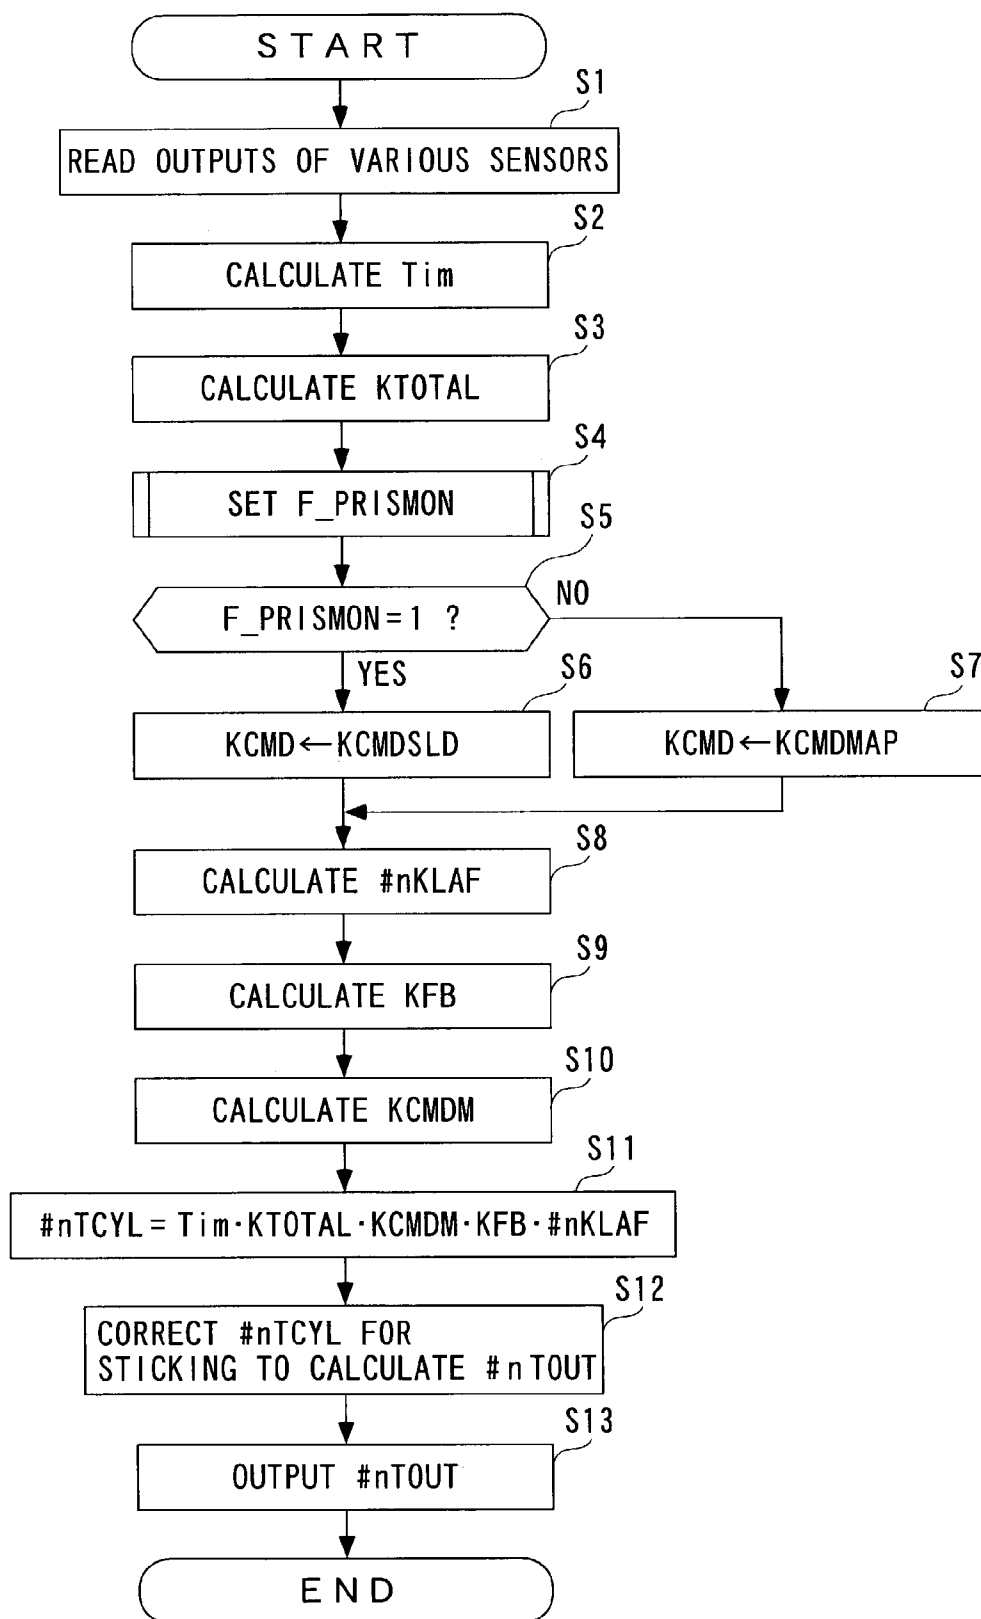 START
S1
READ OUTPUTS OF VARIOUS SENSORS
S2
CALCULATE Tim
S3
CALCULATE KTOTAL
S4
SET F_PRISMON
S5
F_PRISMON=1 ?
NO
YES
S6
KCMD←KCMDSLD
S7
KCMD←KCMDMAP
S8
CALCULATE #nKLAF
S9
CALCULATE KFB
S10
CALCULATE KCMDM
S11
#nTCYL=Tim·KTOTAL·KCMDM·KFB·#nKLAF
S12
CORRECT #nTCYL FOR
STICKING TO CALCULATE #nTOUT
S13
OUTPUT #nTOUT
END